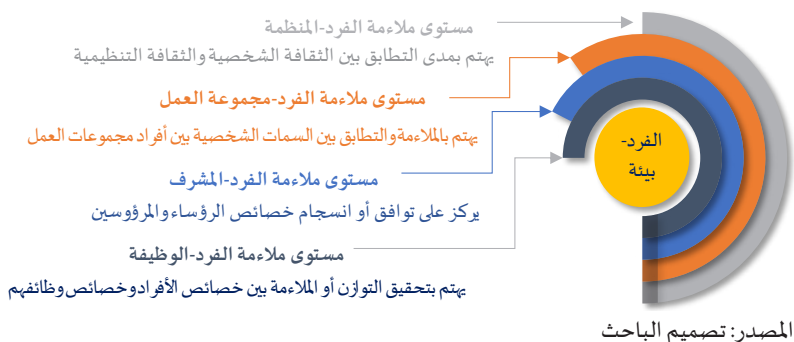 مستوى ملاءمة الفرد-المنظمة
يهتم بمدى التطابق بين الثقافة الشخصية والثقافة التنظيمية
مستوى ملاءمة الفرد-مجموعة العمل
يهتم بالملاءمة والتطابق بين السمات الشخصية بين أفراد مجموعات العمل
مستوى ملاءمة الفرد-المشرف
يركز على توافق أو انسجام خصائص الرؤساء والمرؤوسين
مستوى ملاءمة الفرد-الوظيفة
يهتم بتحقيق التوازن أو الملاءمة بين خصائص الأفراد وخصائص وظائفهم
الفرد-
بيئة
المصدر: تصميم الباحث